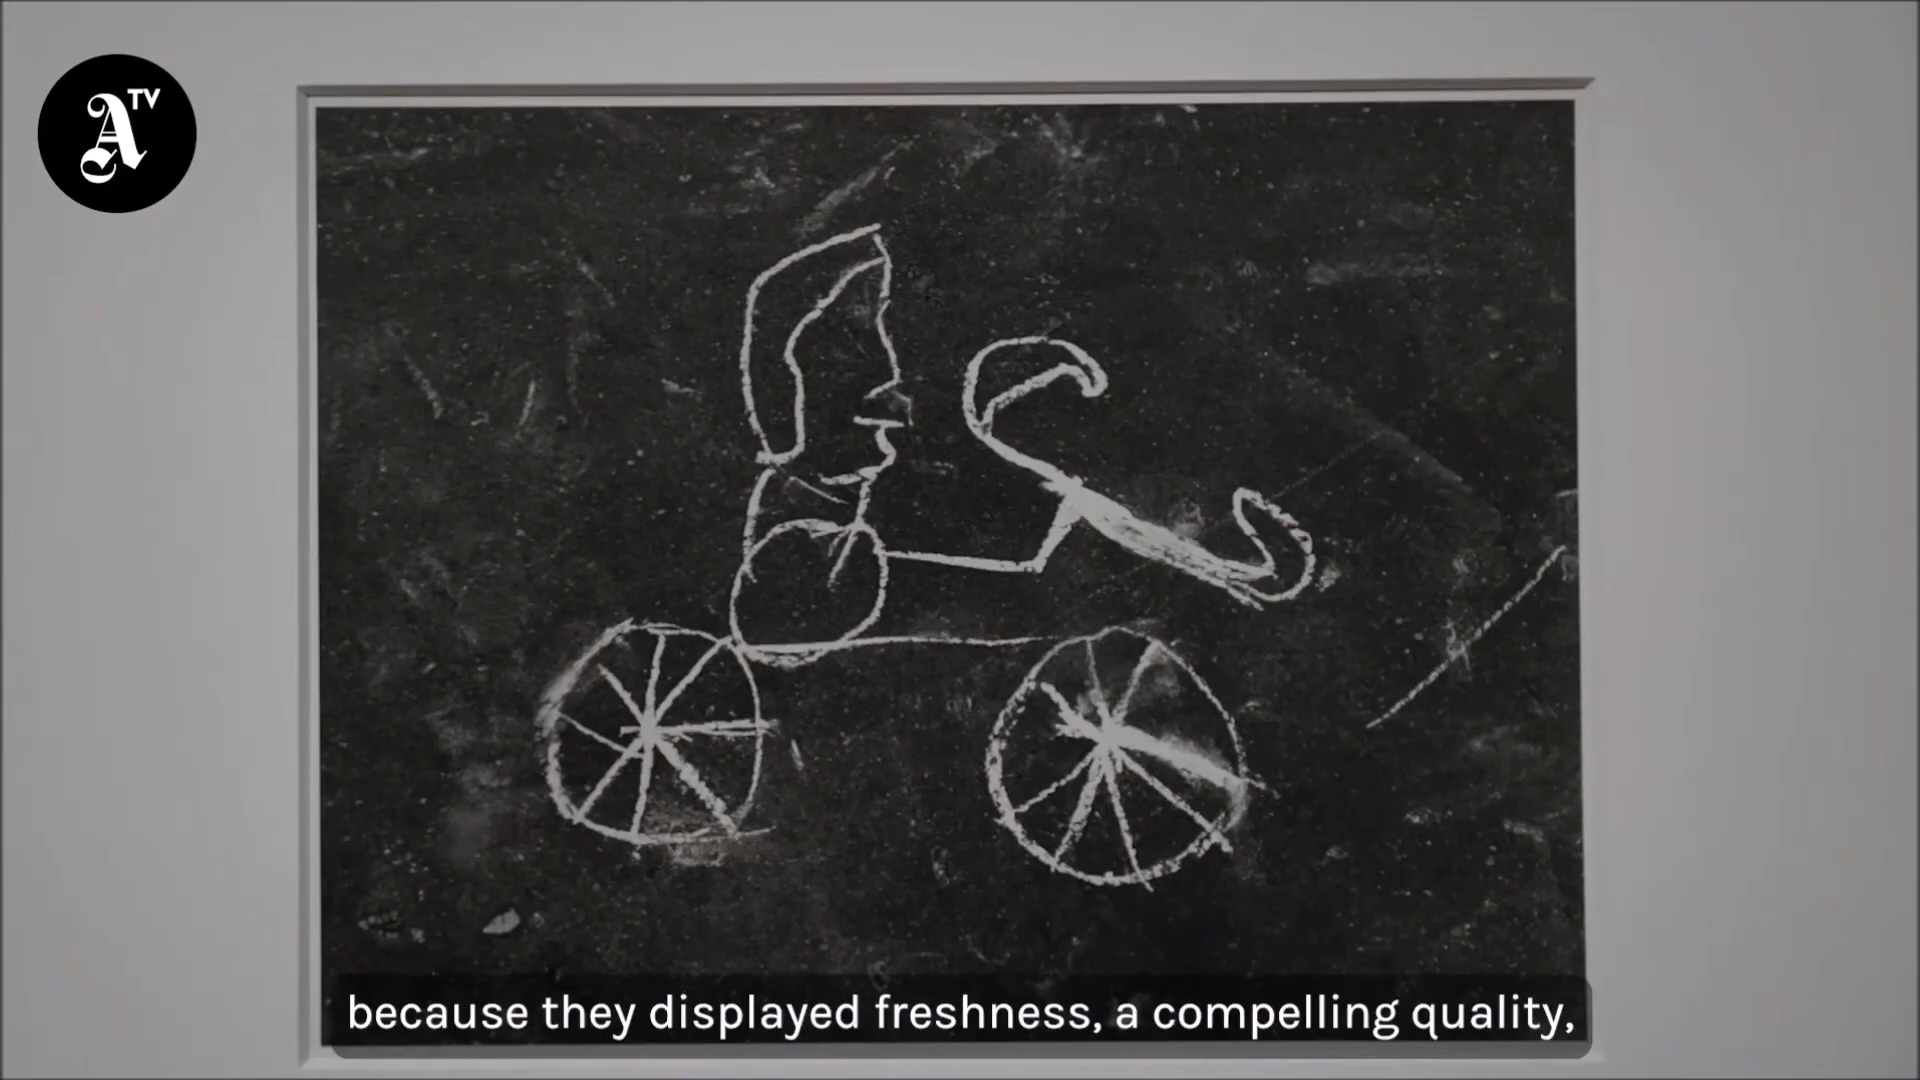 A TV
because they displayed freshness, a compelling quality,